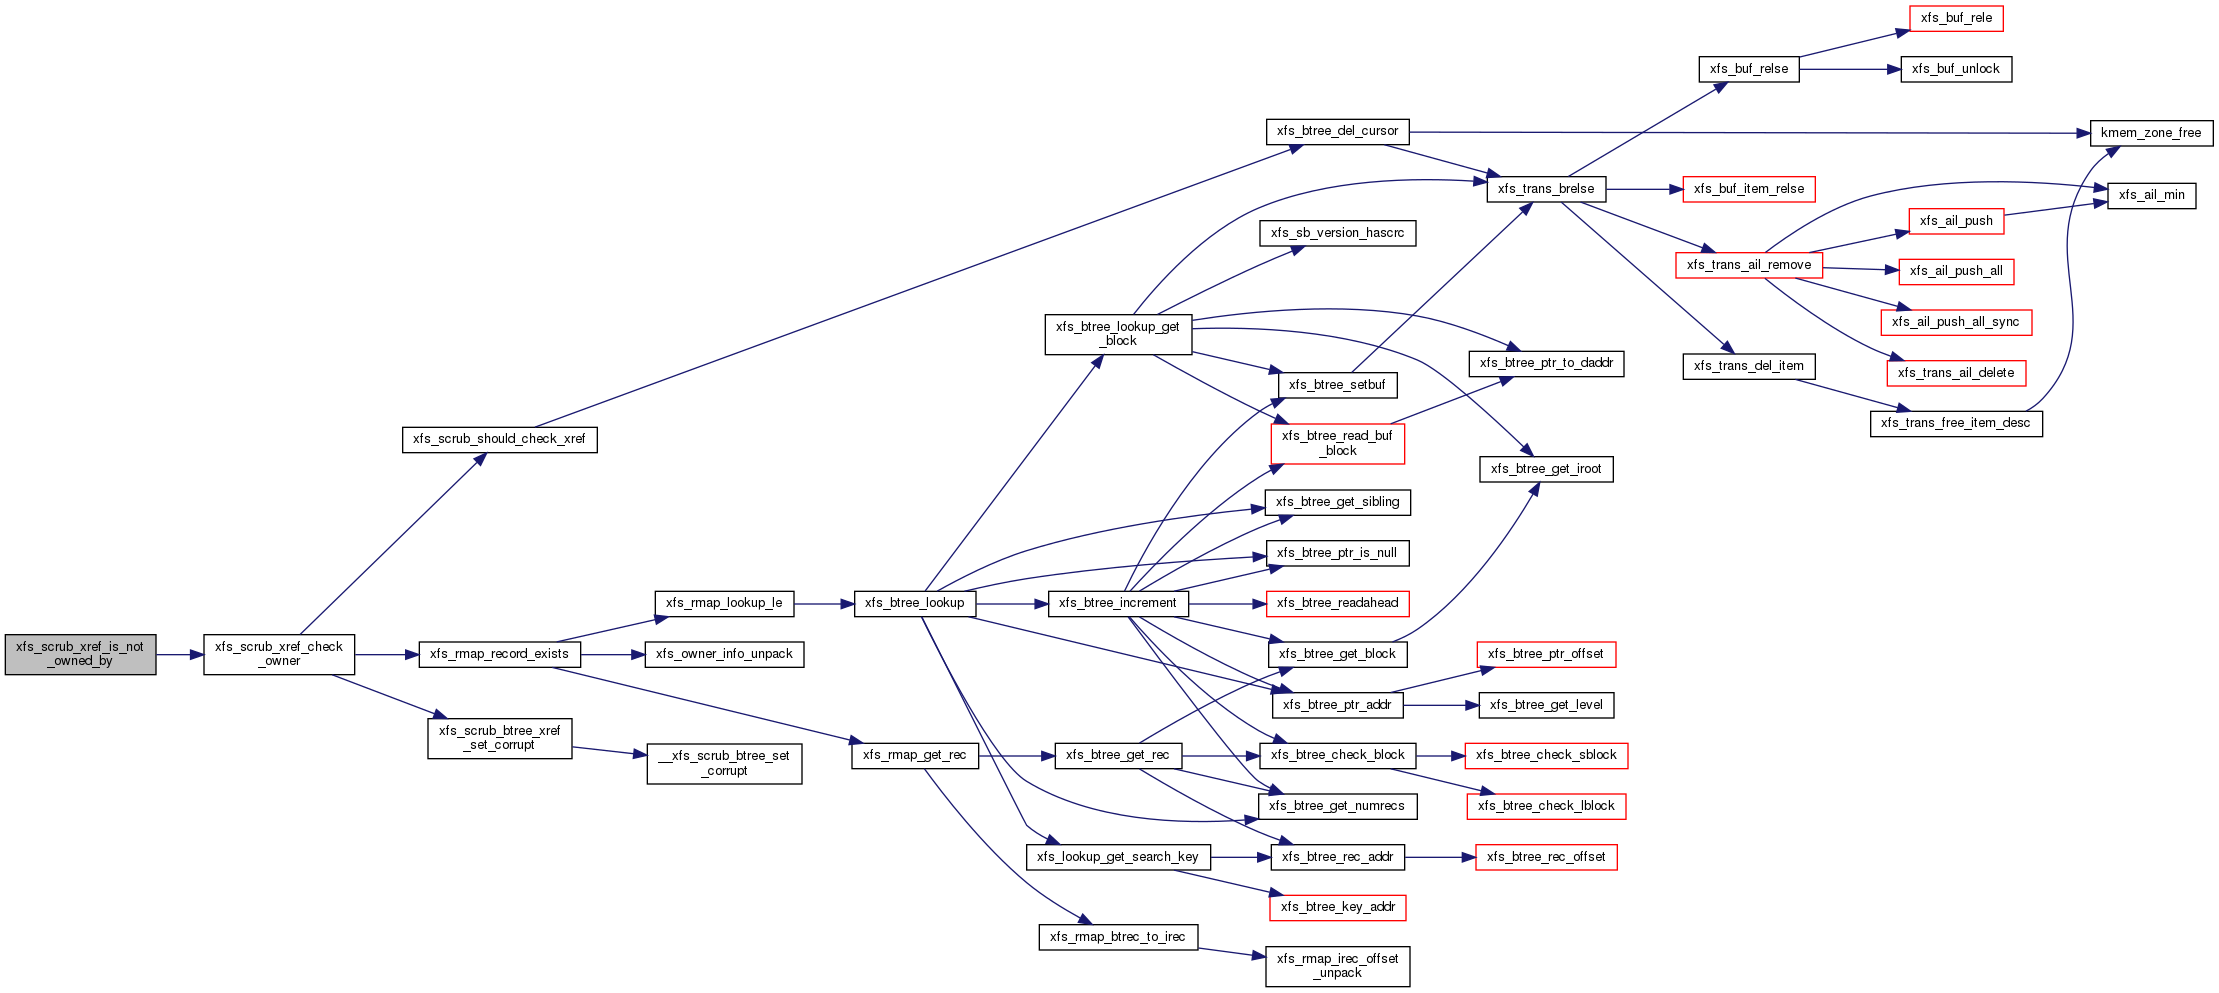 xfs_buf_rele
xfs_buf_relse
xfs_buf_unlock
xfs_btree_del_cursor
kmem_zone_free
xfs_trans_brelse
xfs_buf_item_relse
xfs_ail_min
xfs_ail_push
xfs_sb_version_hascrc
xfs_trans_ail_remove
xfs_ail_push_all
xfs_ail_push_all_sync
xfs_btree_lookup_get
_block
xfs_btree_ptr_to_daddr
xfs_trans_del_item
xfs_trans_ail_delete
xfs_btree_setbuf
xfs_trans_free_item_desc
xfs_scrub_should_check_xref
xfs_btree_read_buf
_block
xfs_btree_get_iroot
xfs_btree_get_sibling
xfs_btree_ptr_is_null
xfs_rmap_lookup_le
xfs_btree_lookup
xfs_btree_increment
xfs_btree_readahead
xfs_scrub_xref_is_not
_owned_by
xfs_scrub_xref_check
_owner
xfs_rmap_record_exists
xfs_owner_info_unpack
xfs_btree_get_block
xfs_btree_ptr_offset
xfs_btree_ptr_addr
xfs_btree_get_level
xfs_scrub_btree_xref
_set_corrupt
__xfs_scrub_btree_set
_corrupt
xfs_rmap_get_rec
xfs_btree_get_rec
xfs_btree_check_block
xfs_btree_check_sblock
xfs_btree_get_numrecs
xfs_btree_check_lblock
xfs_lookup_get_search_key
xfs_btree_rec_addr
xfs_btree_rec_offset
xfs_btree_key_addr
xfs_rmap_btrec_to_irec
xfs_rmap_irec_offset
_unpack